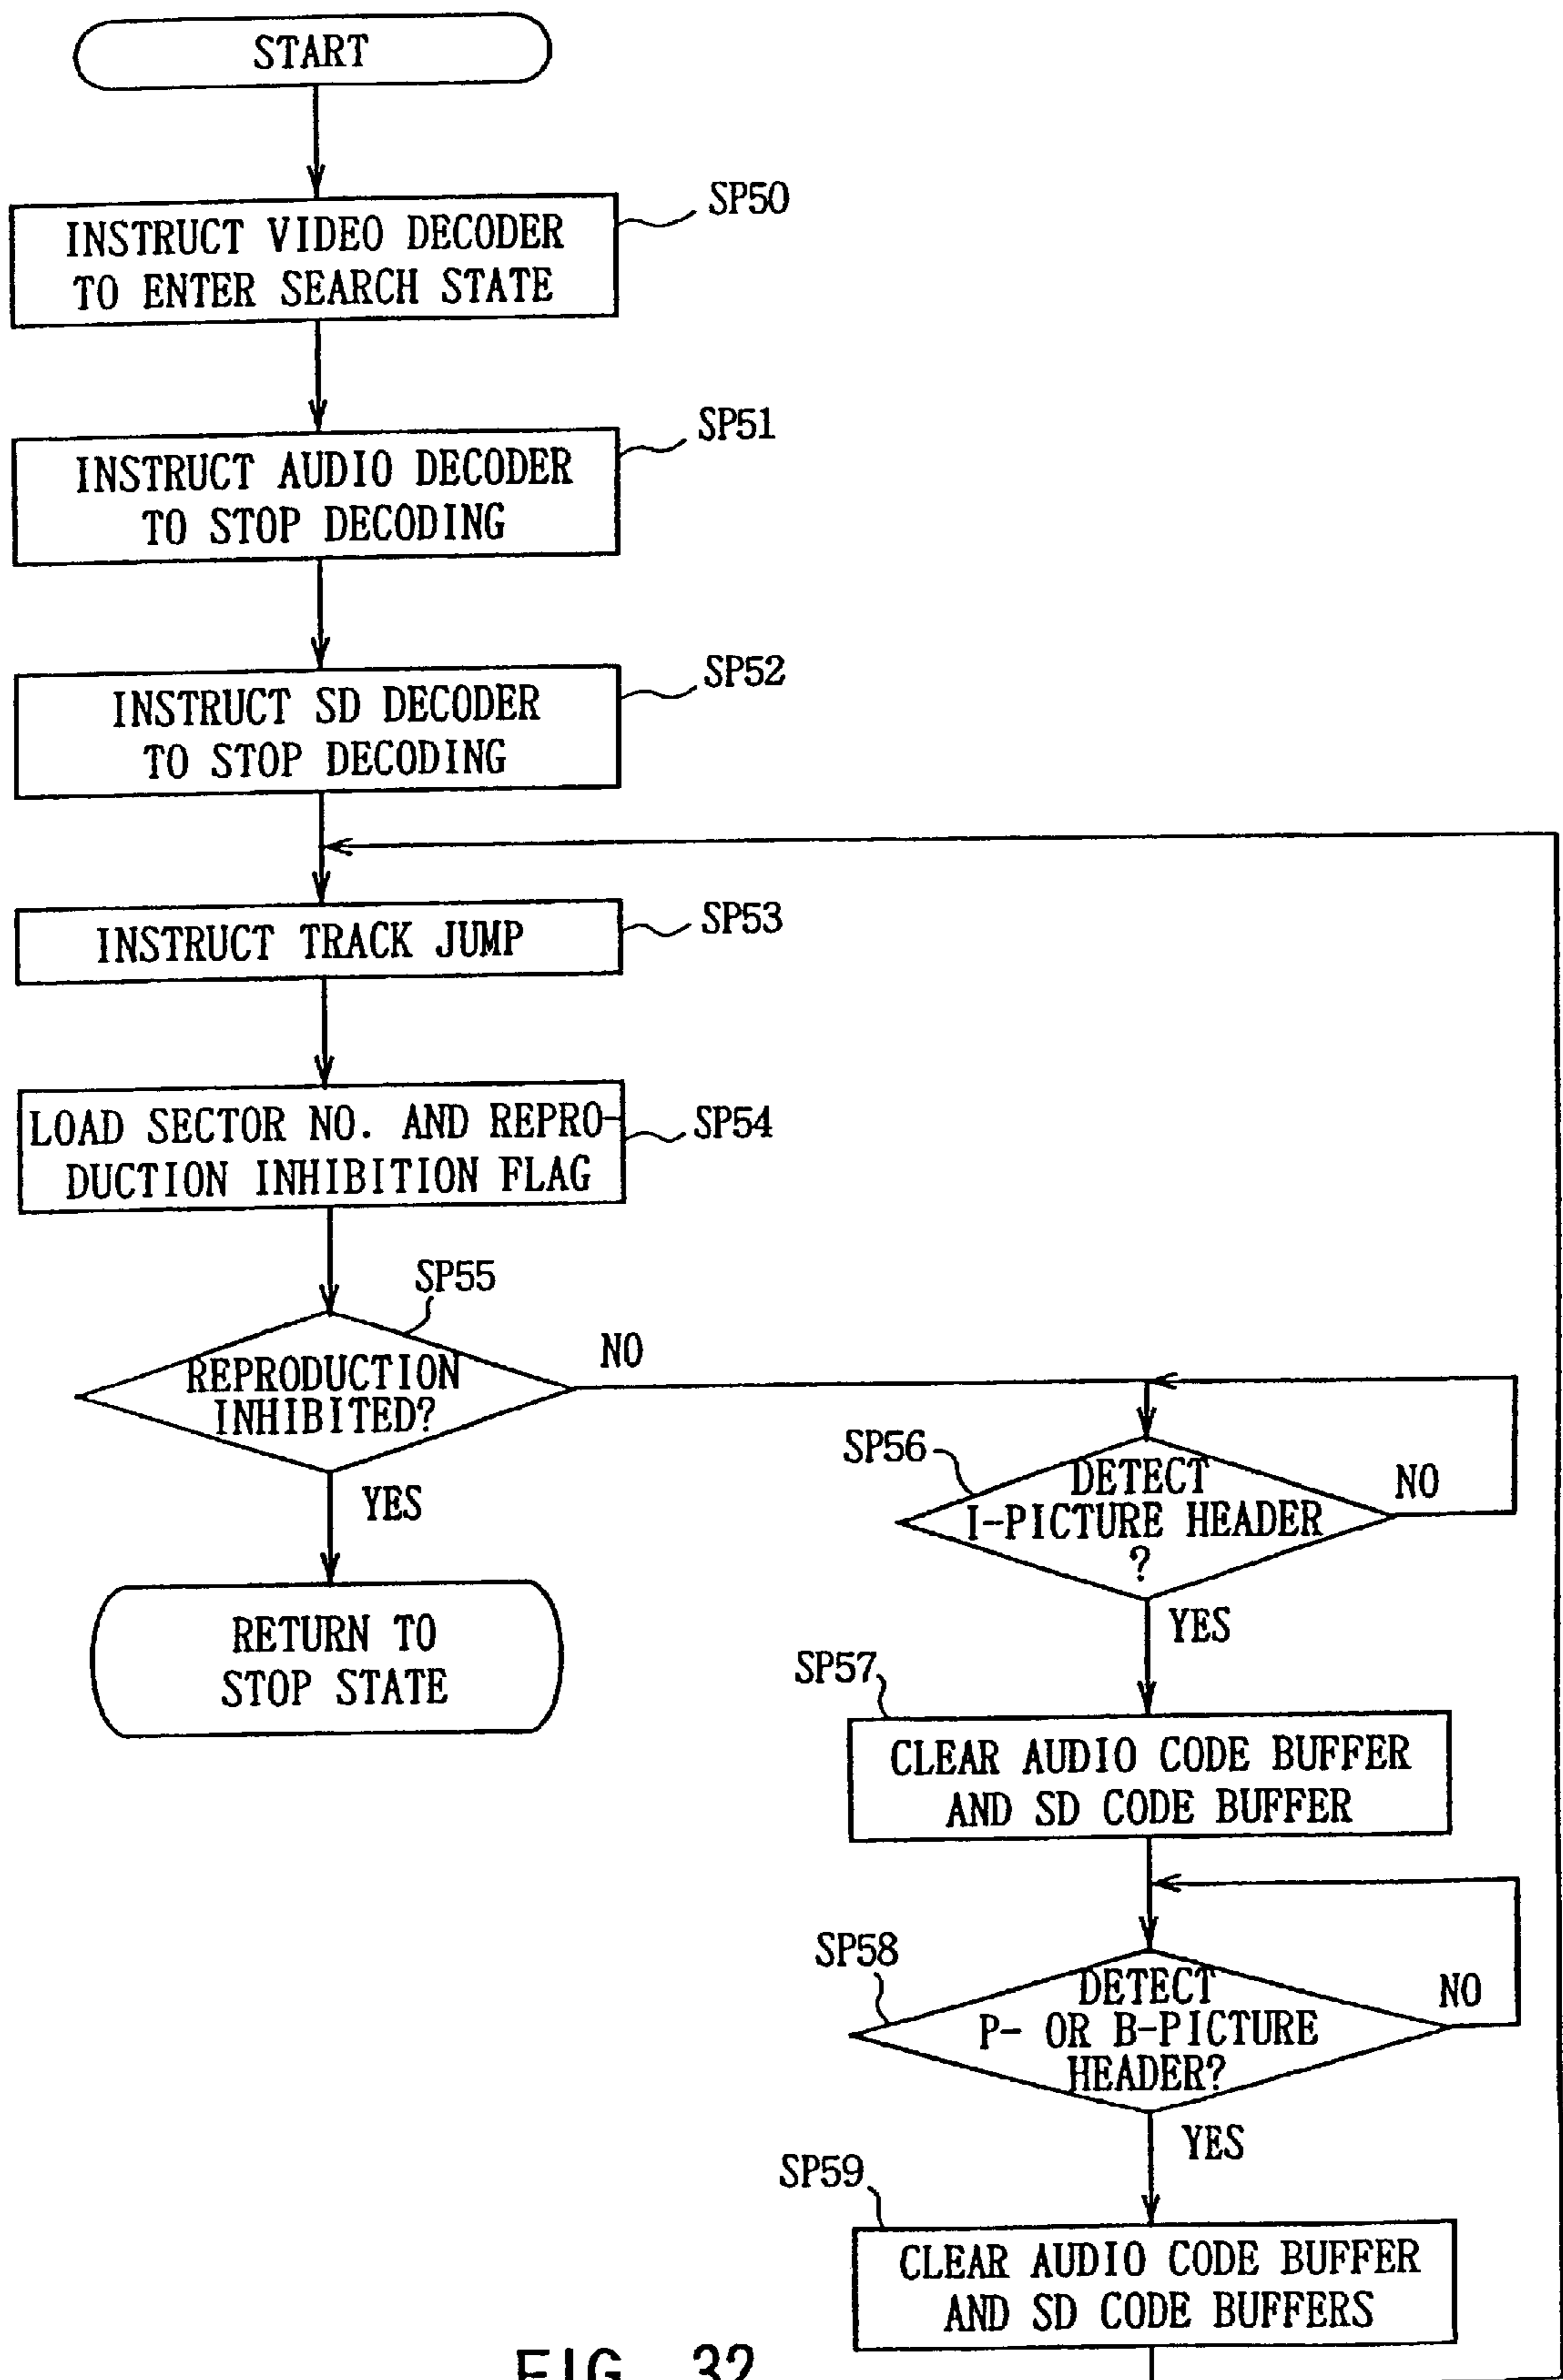 START
SP50
INSTRUCT VIDEO DECODER
TO ENTER SEARCH STATE
SP51
INSTRUCT AUDIO DECODER
TO STOP DECODING
SP52
INSTRUCT SD DECODER
TO STOP DECODING
SP53
INSTRUCT TRACK JUMP
LOAD SECTOR NO. AND REPRO-
DUCTION INHIBITION FLAG
SP54
SP55
REPRODUCTION
INHIBITED?
NO
YES
RETURN TO
STOP STATE
SP56
DETECT
I-PICTURE HEADER
?
NO
YES
SP57
CLEAR AUDIO CODE BUFFER
AND SD CODE BUFFER
SP58
DETECT
P- OR B-PICTURE
HEADER?
NO
YES
SP59
CLEAR AUDIO CODE BUFFER
AND SD CODE BUFFERS
FIG. 32